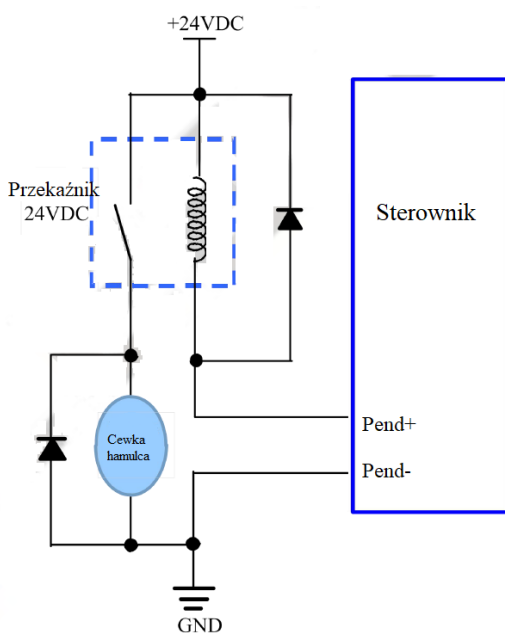 +24VDC
Przekaźnik
24VDC
Sterownik
Pend+
Cewka
hamulca
Pend-
GND